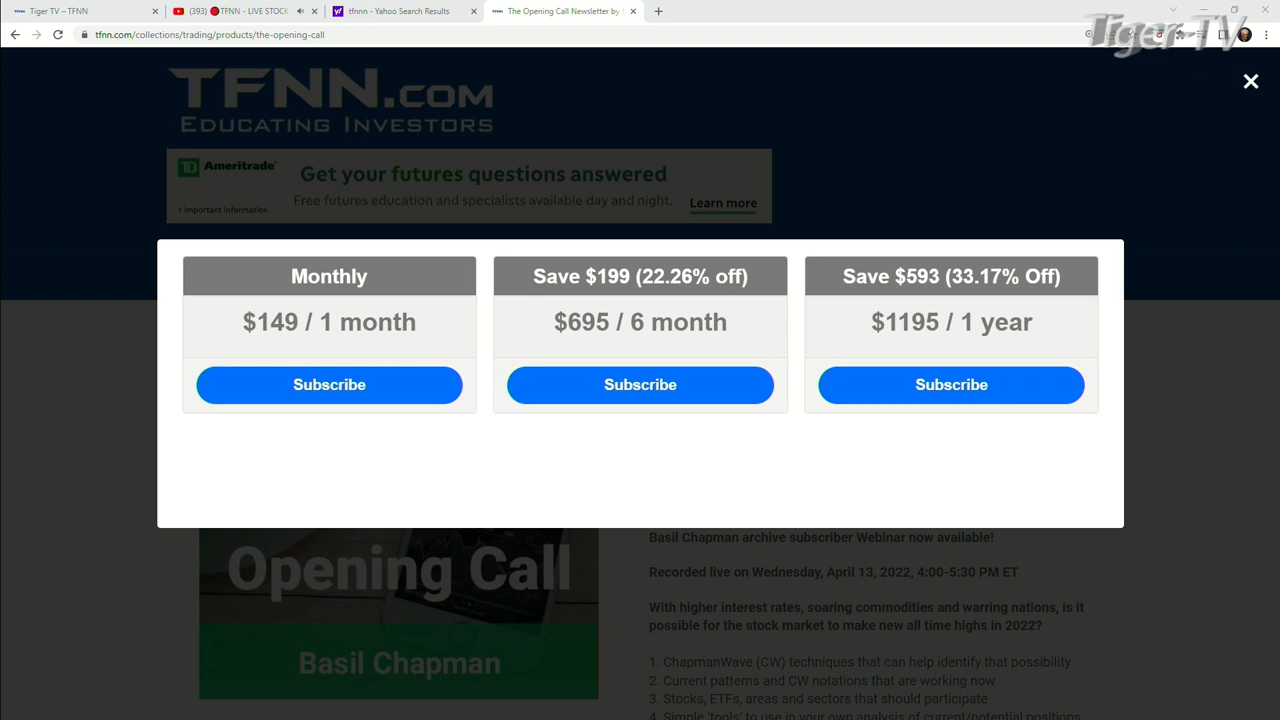 Tiger TV – TFNN
(393) 🔴TFNN - LIVE STOCK
tfnnn - Yahoo Search Results
The Opening Call Newsletter by
tfnn.com/collections/trading/products/the-opening-call
Tiger TV
TFNN.COM
EDUCATING INVESTORS
TD Ameritrade
Get your futures questions answered
Free futures education and specialists available day and night.
Learn more
+ important information
Monthly
$149 / 1 month
Subscribe
Save $199 (22.26% off)
$695 / 6 month
Subscribe
Save $593 (33.17% Off)
$1195 / 1 year
Subscribe
Opening Call
Basil Chapman
Basil Chapman archive subscriber Webinar now available!
Recorded live on Wednesday, April 13, 2022, 4:00-5:30 PM ET
With higher interest rates, soaring commodities and warring nations, is it
possible for the stock market to make new all time highs in 2022?
1. ChapmanWave (CW) techniques that can help identify that possibility
2. Current patterns and CW notations that are working now
3. Stocks, ETFs, areas and sectors that should participate
4. Simple 'tools' to use in your own analysis of current/potential positions